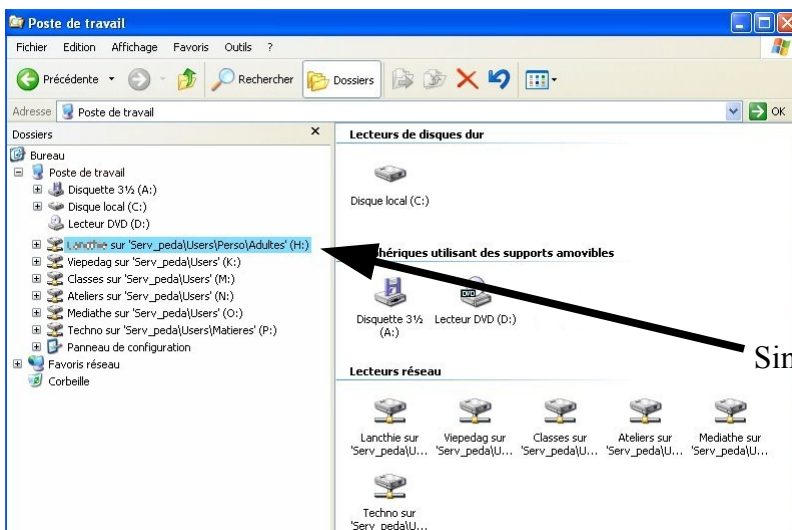 Poste de travail
Fichier Edition Affichage Favoris Outils ?
Précédente Rechercher Dossiers
Adresse Poste de travail OK
Dossiers x
Bureau
Poste de travail
Disquette 3½ (A:)
Disque local (C:)
Lecteur DVD (D:)
sur 'Serv_peda\Users\Perso\Adultes' (H:)
Viepedag sur 'Serv_peda\Users' (K:)
Classes sur 'Serv_peda\Users' (M:)
Ateliers sur 'Serv_peda\Users' (N:)
Mediathe sur 'Serv_peda\Users' (O:)
Techno sur 'Serv_peda\Users\Matieres' (P:)
Panneau de configuration
Favoris réseau
Corbeille
Lecteurs de disques dur
Disque local (C:)
hériques utilisant des supports amovibles
Disquette 3½ (A:)
Lecteur DVD (D:)
Sin
Lecteurs réseau
Lancthie sur 'Serv_peda\U...
Viepedag sur 'Serv_peda\U...
Classes sur 'Serv_peda\U...
Ateliers sur 'Serv_peda\U...
Mediathe sur 'Serv_peda\U...
Techno sur 'Serv_peda\U...